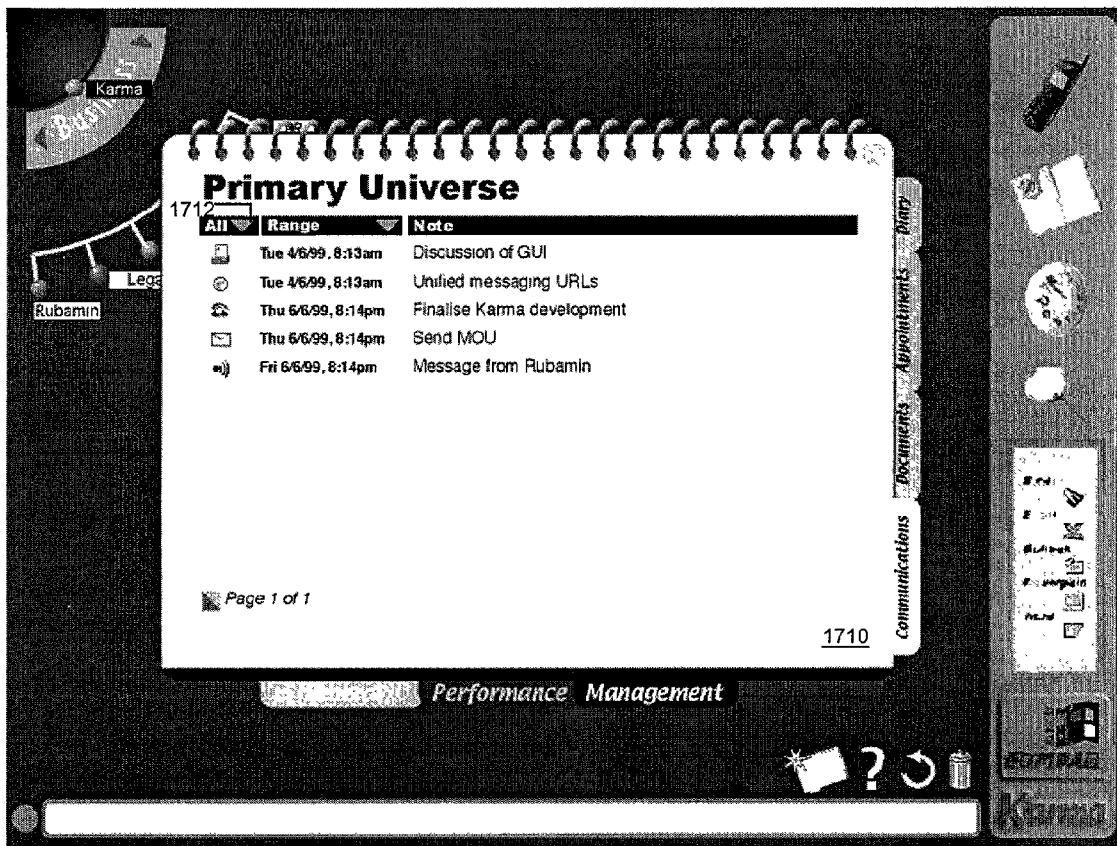 Karma
Business
Primary Universe
1712
All Range Note
Tue 4/6/99, 8:13am Discussion of GUI
Tue 4/6/99, 8:13am Unified messaging URLs
Thu 6/6/99, 8:14pm Finalise Karma development
Thu 6/6/99, 8:14pm Send MOU
Fri 6/6/99, 8:14pm Message from Rubamin
Lega
Rubamin
Diary
Appointments
Documents
Communications
Page 1 of 1
1710
Performance Management
?
COMPAQ
Karma